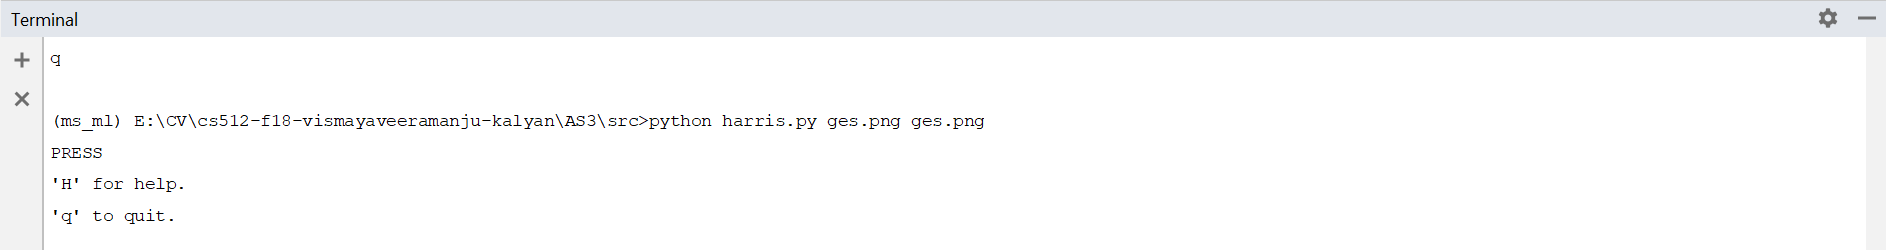 Terminal
q
(ms_ml) E:\CV\cs512-f18-vismayaveeramanju-kalyan\AS3\src>python harris.py ges.png ges.png
PRESS
'H' for help.
'q' to quit.